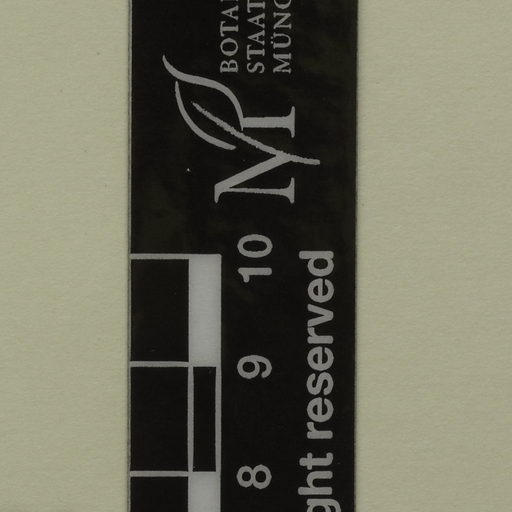 BOTA
STAAT
MÜNC
M
8 9 10
ght reserved